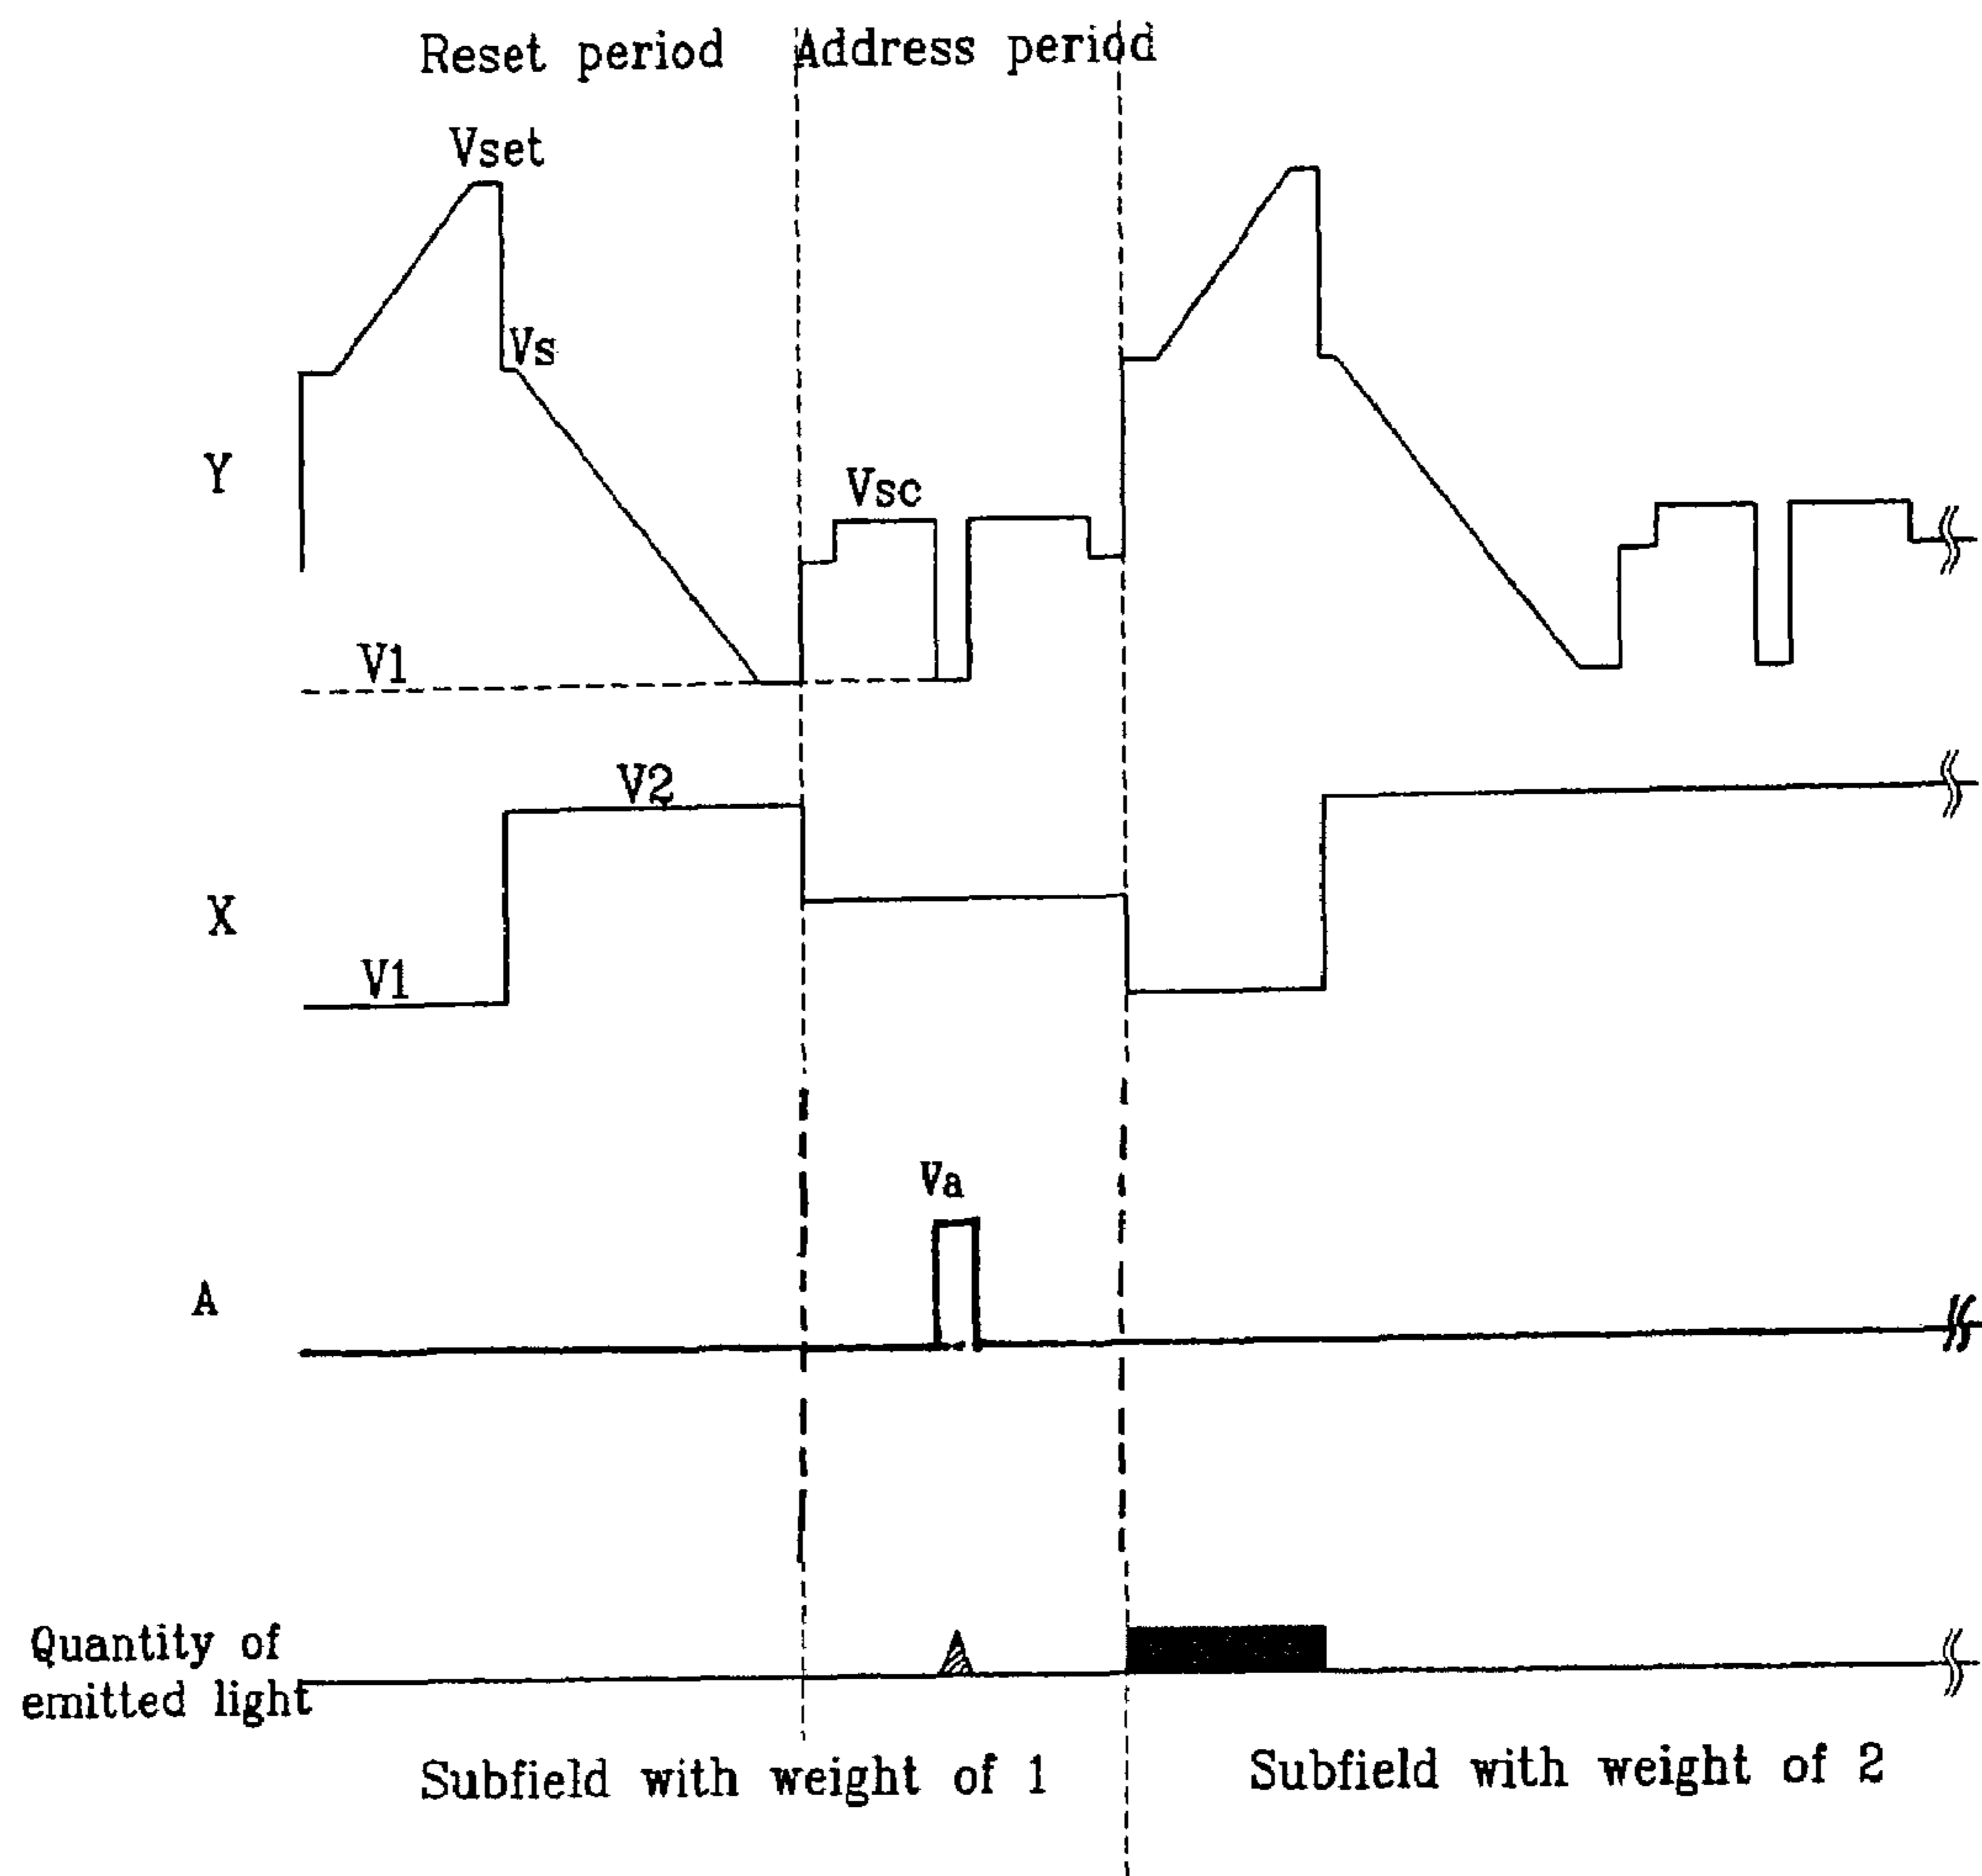 Reset period
Address period
Vset
Vs
Y
Vsc
V1
V2
X
V1
Va
A
Quantity of
emitted light
Subfield with weight of 1
Subfield with weight of 2